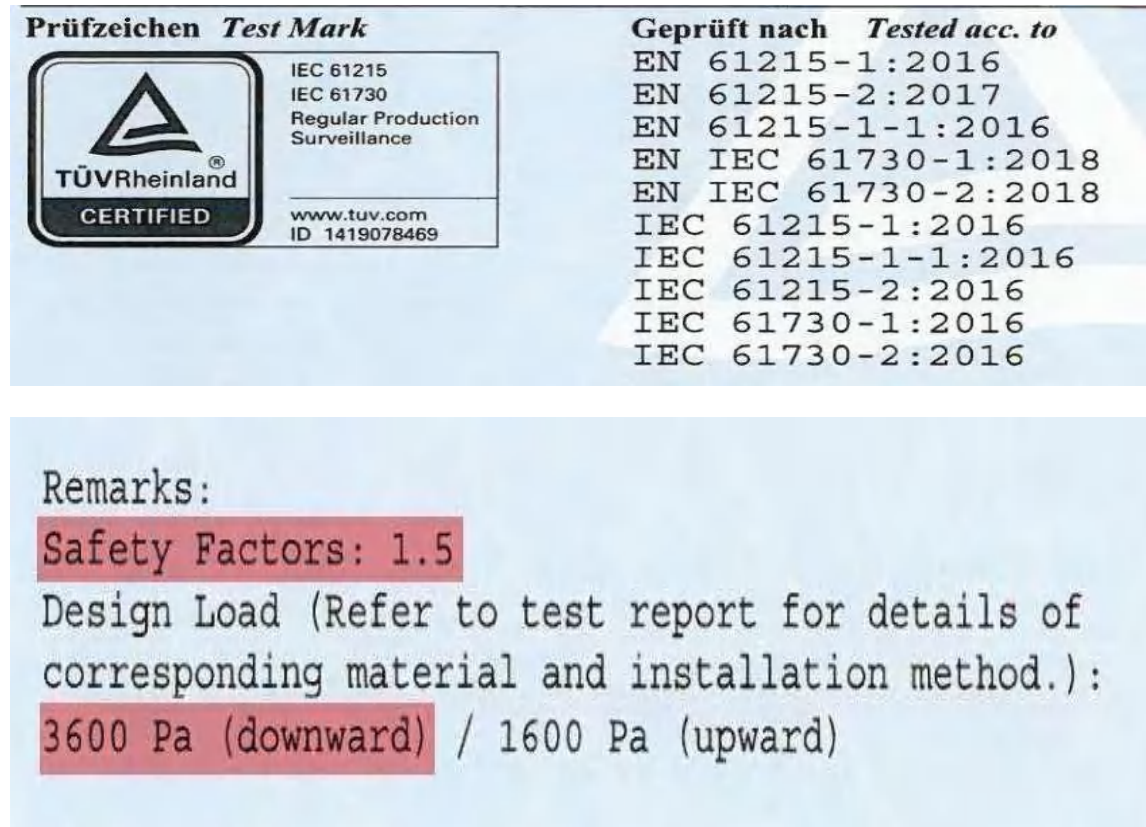 Prüfzeichen Test Mark
TÜVRheinland®
CERTIFIED
IEC 61215
IEC 61730
Regular Production
Surveillance
www.tuv.com
ID 1419078469
Geprüft nach Tested acc. to
EN 61215-1:2016
EN 61215-2:2017
EN 61215-1-1:2016
EN IEC 61730-1:2018
EN IEC 61730-2:2018
IEC 61215-1:2016
IEC 61215-1-1:2016
IEC 61215-2:2016
IEC 61730-1:2016
IEC 61730-2:2016
Remarks:
Safety Factors: 1.5
Design Load (Refer to test report for details of
corresponding material and installation method.):
3600 Pa (downward) / 1600 Pa (upward)